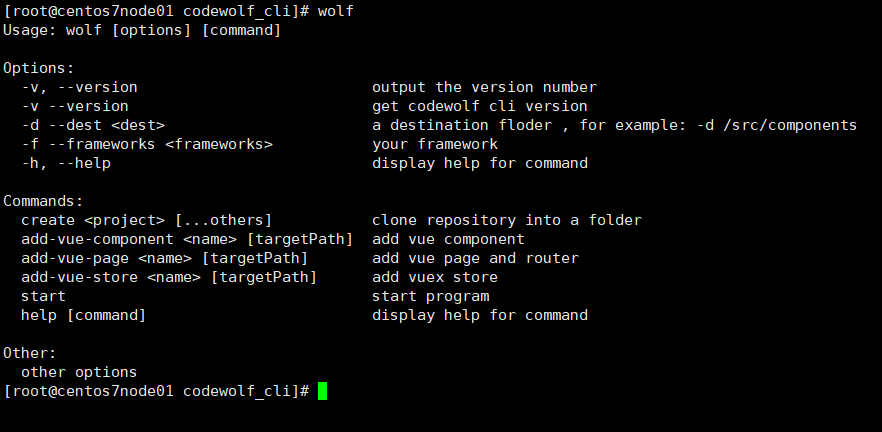 [root@centos7node01 codewolf_cli]# wolf
Usage: wolf [options] [command]

Options:
  -v, --version                          output the version number
  -v --version                           get codewolf cli version
  -d --dest <dest>                       a destination floder , for example: -d /src/components
  -f --frameworks <frameworks>           your framework
  -h, --help                             display help for command

Commands:
  create <project> [...others]           clone repository into a folder
  add-vue-component <name> [targetPath]  add vue component
  add-vue-page <name> [targetPath]       add vue page and router
  add-vue-store <name> [targetPath]      add vuex store
  start                                  start program
  help [command]                         display help for command

Other:
  other options
[root@centos7node01 codewolf_cli]#